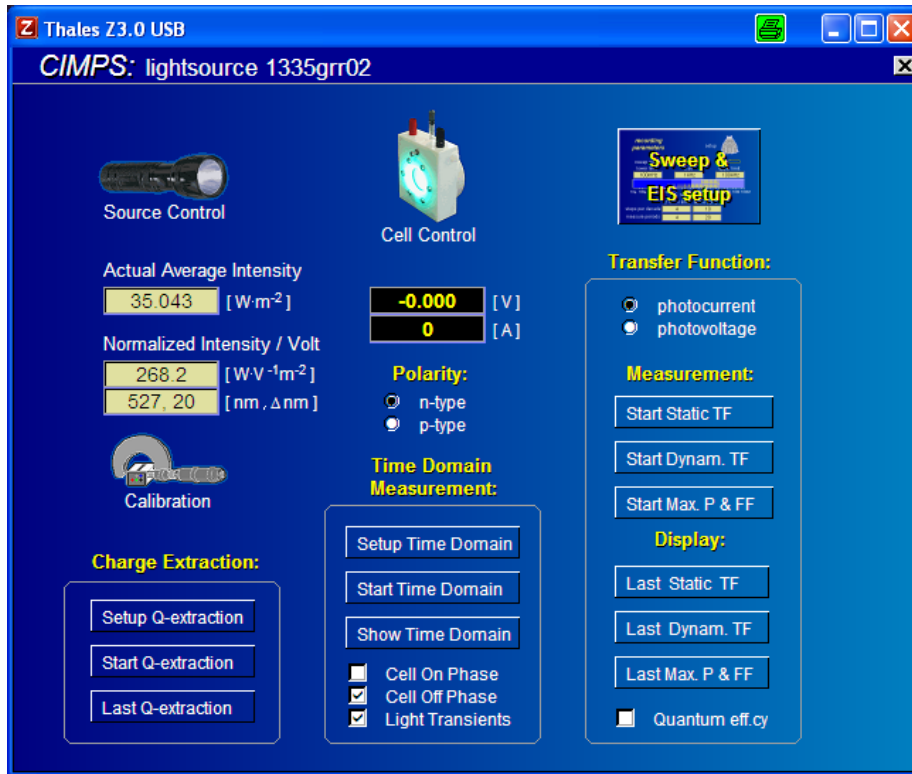 Thales Z3.0 USB
CIMPS: lightsource 1335grr02
Source Control
Cell Control
Sweep &
EIS setup
Actual Average Intensity
35.043 [ W·m-2 ]
Normalized Intensity / Volt
268.2 [ W·V -1m-2 ]
527, 20 [ nm , Δ nm ]
Calibration
Charge Extraction:
Setup Q-extraction
Start Q-extraction
Last Q-extraction
-0.000 [ V ]
0 [ A ]
Polarity:
n-type
p-type
Time Domain
Measurement:
Setup Time Domain
Start Time Domain
Show Time Domain
Cell On Phase
Cell Off Phase
Light Transients
Transfer Function:
photocurrent
photovoltage
Measurement:
Start Static TF
Start Dynam. TF
Start Max. P & FF
Display:
Last Static TF
Last Dynam. TF
Last Max. P & FF
Quantum eff.cy